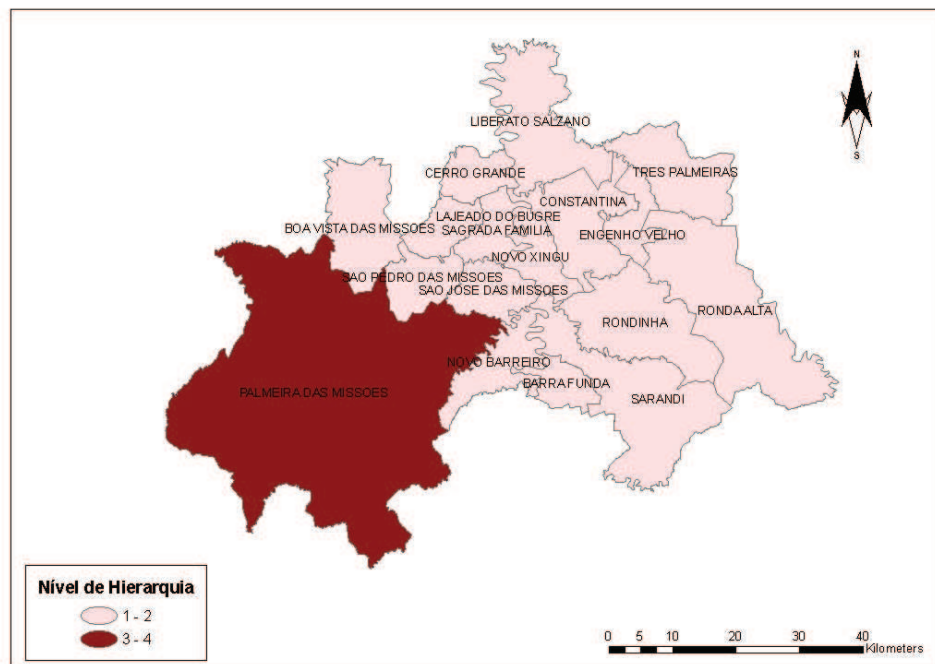 N
S
LIBERATO SALZANO
CERRO GRANDE
TRES PALMEIRAS
CONSTANTINA
LAJEADO DO BUGRE
BOA VISTA DAS MISSOES
SAGRADA FAMILIA
ENGENHO VELHO
NOVO XINGU
SAO PEDRO DAS MISSOES
SAO JOSE DAS MISSOES
RONDA ALTA
RONDINHA
NOVO BARREIRO
BARRA FUNDA
PALMEIRA DAS MISSOES
SARANDI
Nível de Hierarquia
1 - 2
3 - 4
0 5 10 20 30 40
Kilometers